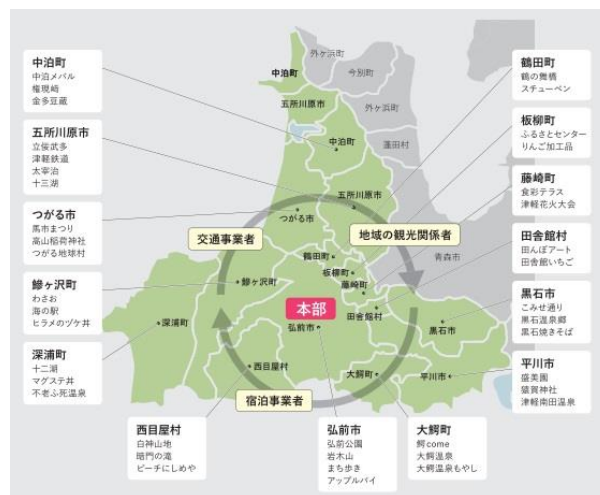 中泊町
中泊メバル
権現崎
金多豆蔵
五所川原市
立佞武多
津軽鉄道
太宰治
十三湖
つがる市
馬市まつり
高山稲荷神社
つがる地球村
鰺ヶ沢町
わさお
海の駅
ヒラメのヅケ丼
深浦町
十二湖
マグステ丼
不老ふ死温泉
西目屋村
白神山地
暗門の滝
ビーチにしめや
弘前市
弘前公園
岩木山
まち歩き
アップルパイ
大鰐町
鰐come
大鰐温泉
大鰐温泉もやし
鶴田町
鶴の舞橋
スチューベン
板柳町
ふるさとセンター
りんご加工品
藤崎町
食彩テラス
津軽花火大会
田舎館村
田んぼアート
田舎館いちご
黒石市
こみせ通り
黒石温泉郷
黒石焼きそば
平川市
盛美園
猿賀神社
津軽南田温泉
外ヶ浜町
中泊町
今別町
五所川原市
外ヶ浜町
中泊町
蓬田村
五所川原市
つがる市
交通事業者
地域の観光関係者
鶴田町
青森市
板柳町
鰺ヶ沢町
藤崎町
本部
田舎館村
深浦町
弘前市
黒石市
西目屋村
大鰐町
平川市
宿泊事業者